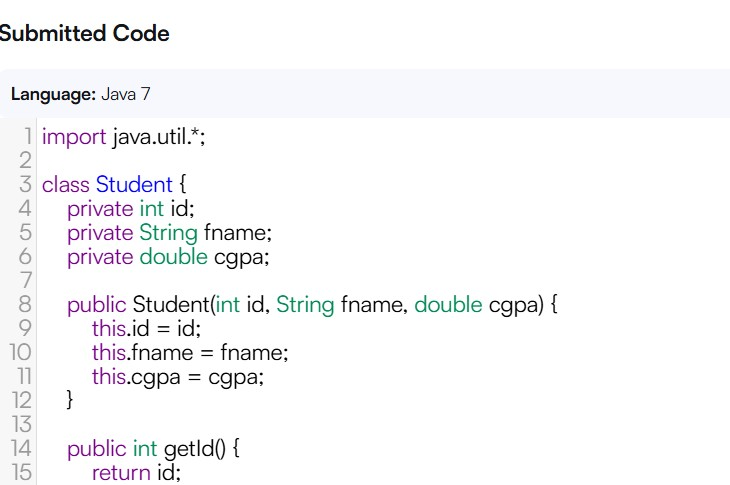 Submitted Code
Language: Java 7
1 import java.util.*;
2
3 class Student {
4 private int id;
5 private String fname;
6 private double cgpa;
7
8 public Student(int id, String fname, double cgpa) {
9 this.id = id;
10 this.fname = fname;
11 this.cgpa = cgpa;
12 }
13
14 public int getId() {
15 return id;